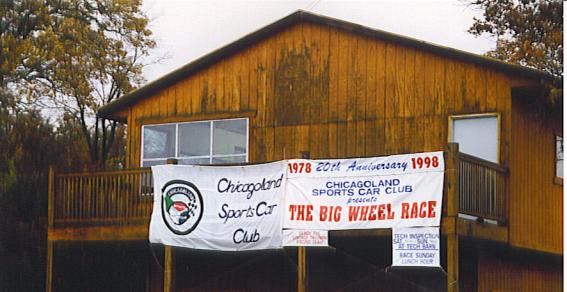 CHICAGOLAND
Chicagoland
Sports Car
Club
1978 20th Anniversary 1998
CHICAGOLAND
SPORTS CAR CLUB
presents
THE BIG WHEEL RACE
TECH INSPECTION
SAT. SUN.
AT TECH BARN
RACE SUNDAY
LUNCH HOUR